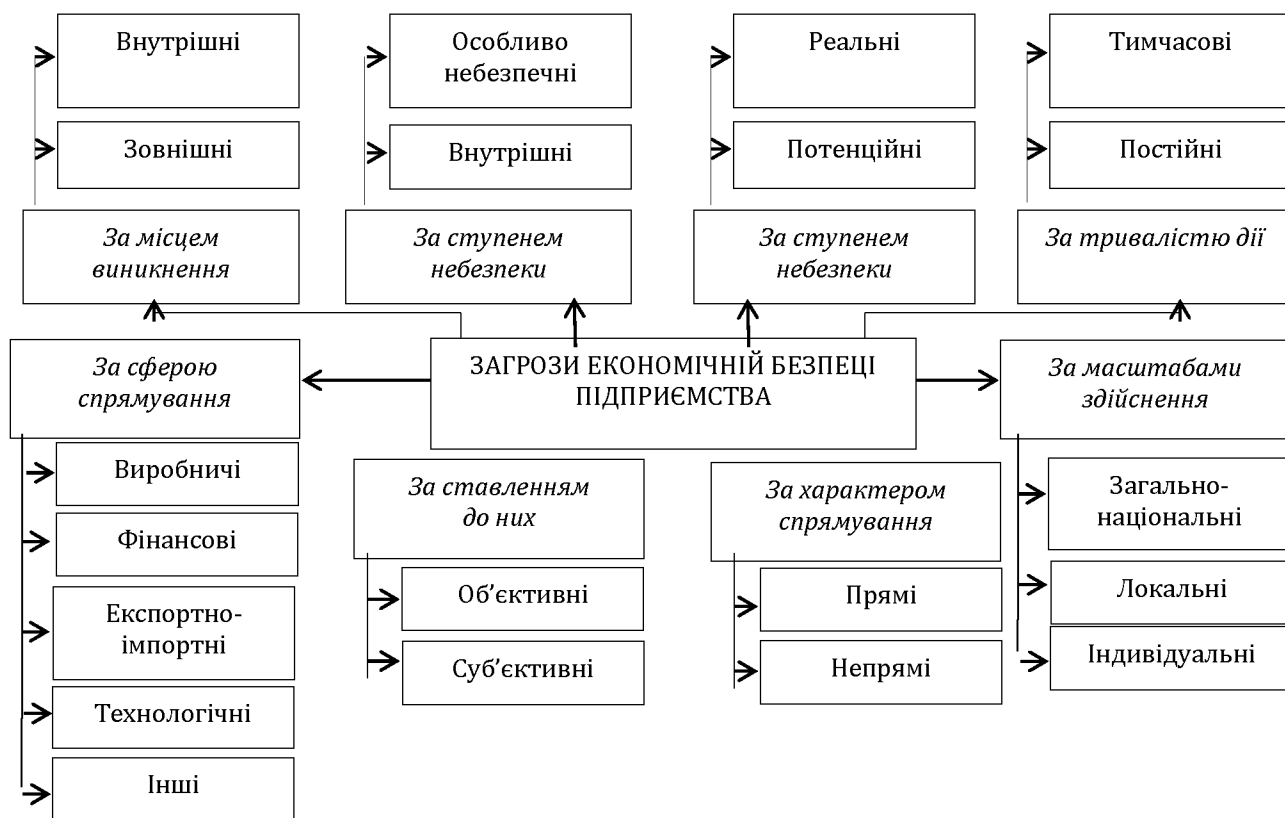 Внутрішні
Особливо
небезпечні
Реальні
Тимчасові
Зовнішні
Внутрішні
Потенційні
Постійні
За місцем
виникнення
За ступенем
небезпеки
За ступенем
небезпеки
За тривалістю дії
За сферою
спрямування
ЗАГРОЗИ ЕКОНОМІЧНІЙ БЕЗПЕЦІ
ПІДПРИЄМСТВА
За масштабами
здійснення
Виробничі
Фінансові
Експортно-
імпортні
Технологічні
Інші
За ставленням
до них
Об’єктивні
Суб’єктивні
За характером
спрямування
Прямі
Непрямі
Загально-
національні
Локальні
Індивідуальні